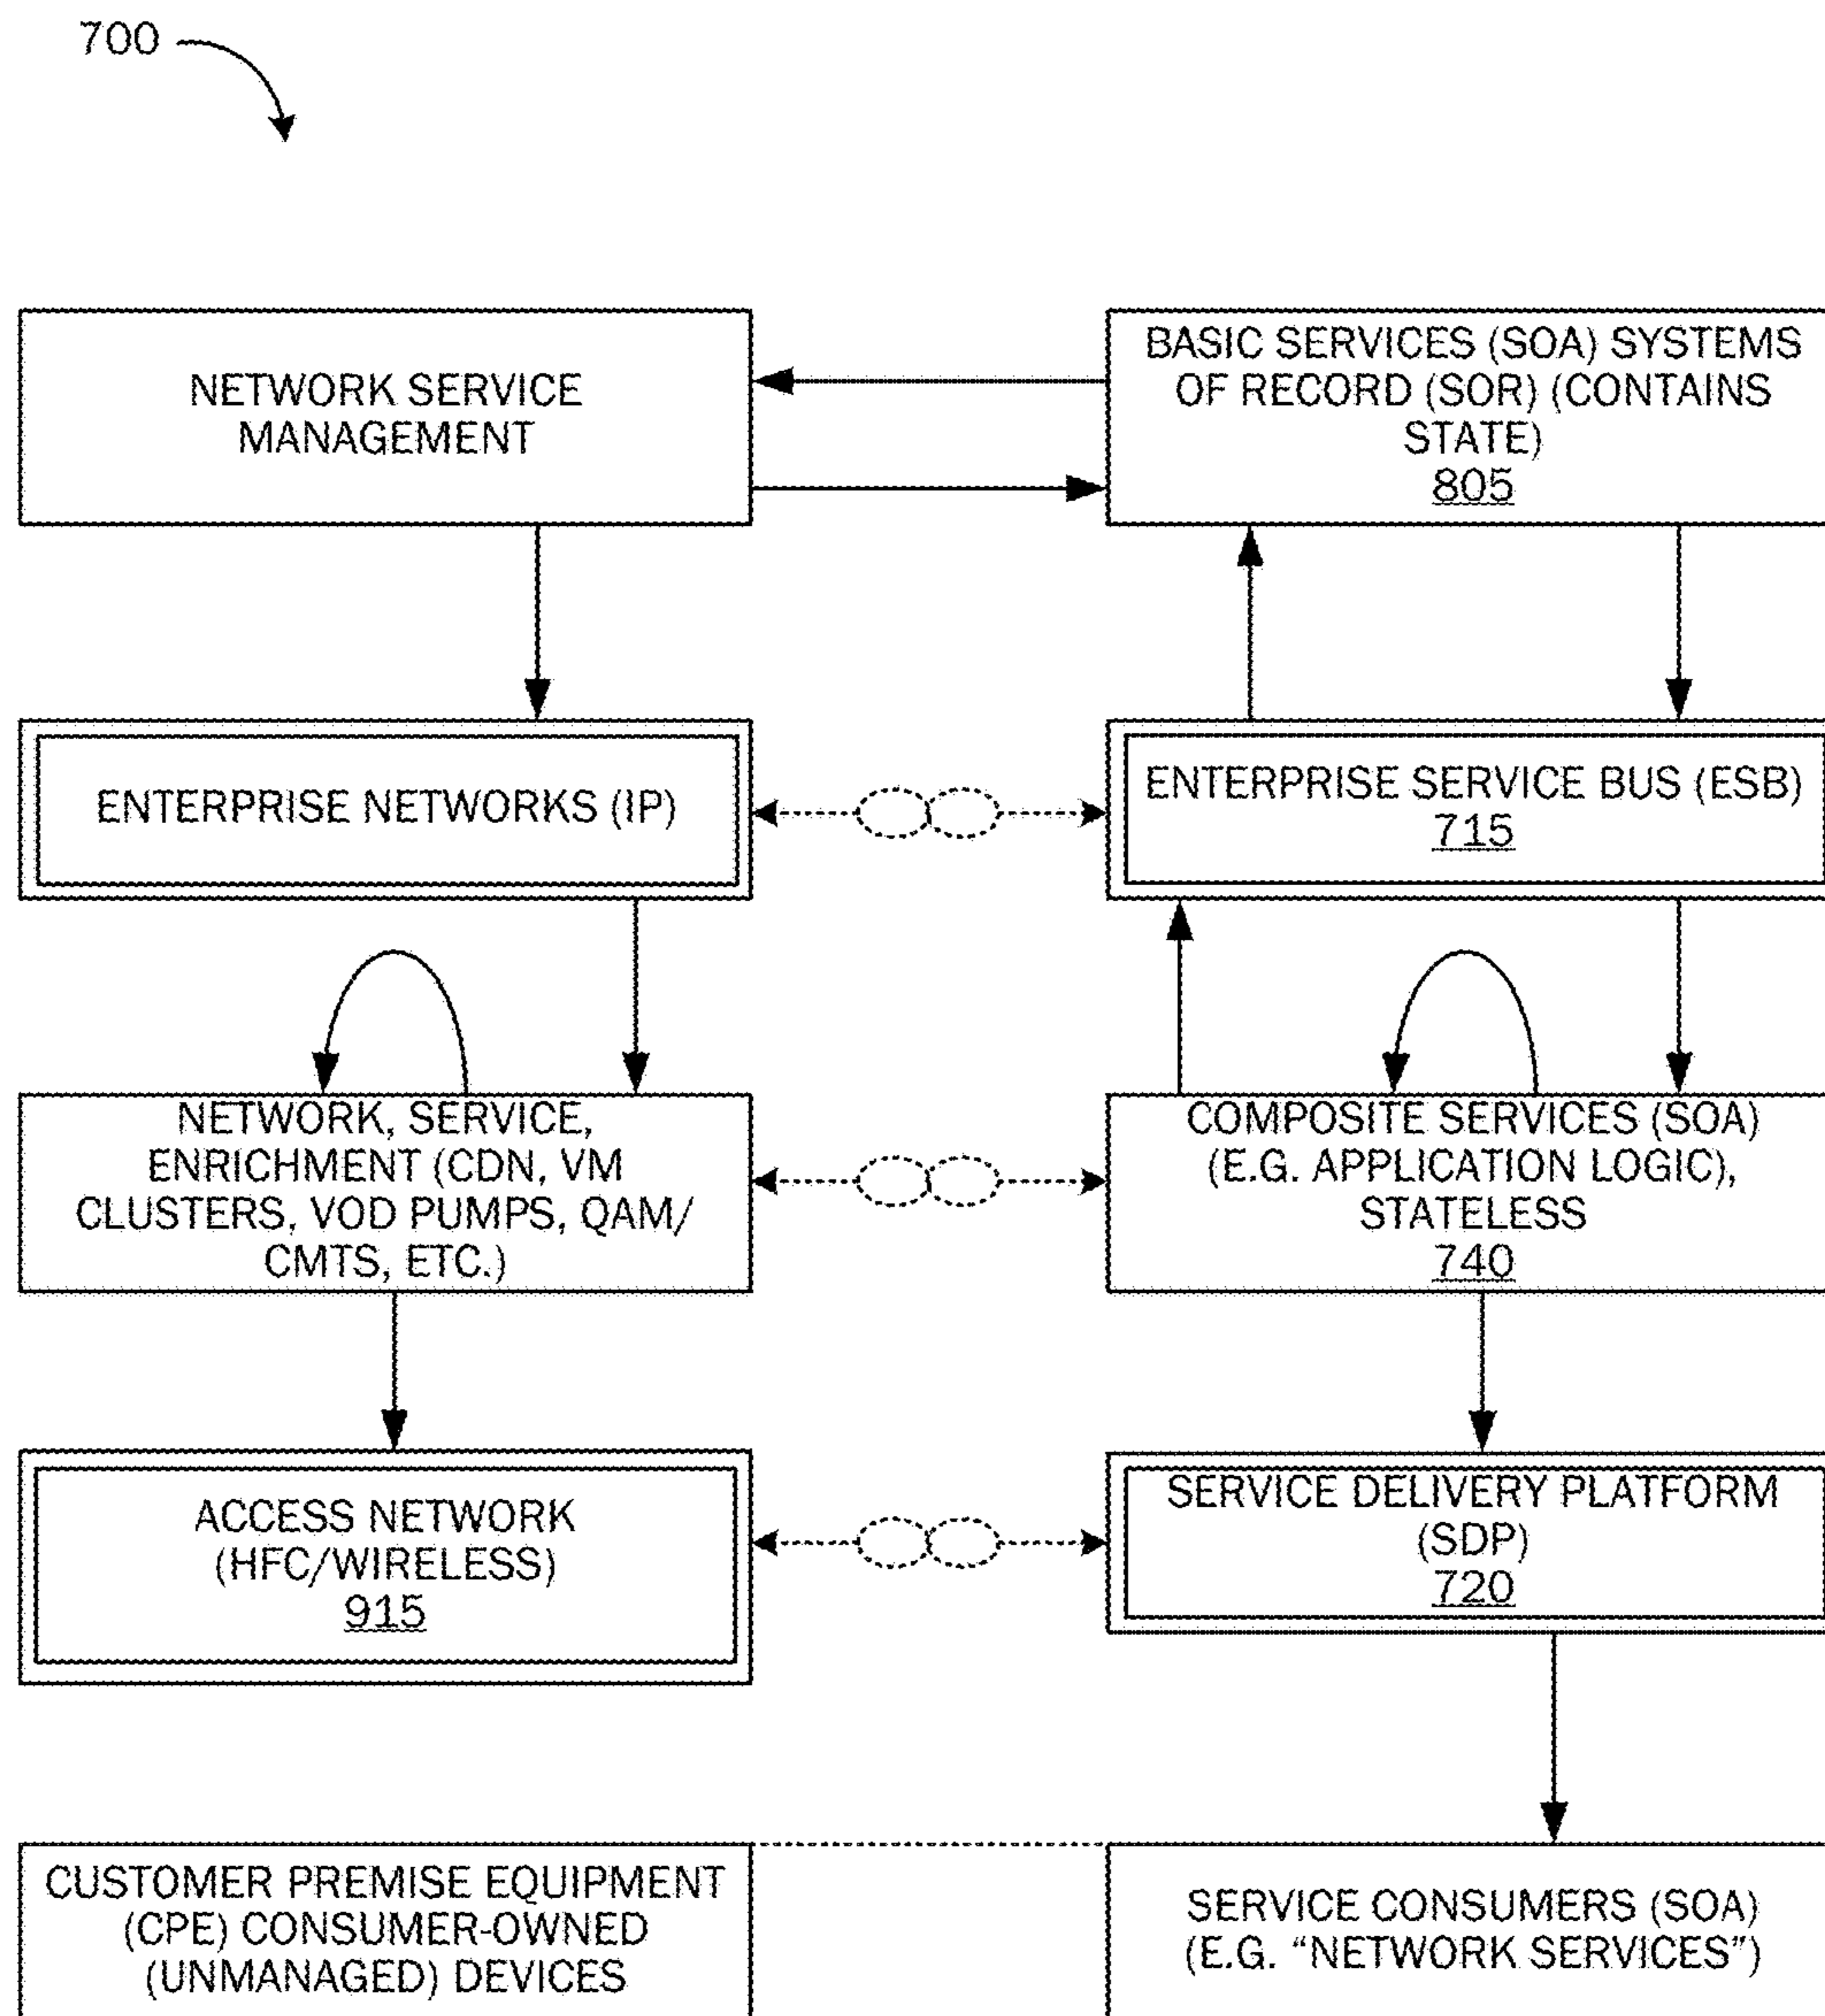 700
NETWORK SERVICE
MANAGEMENT
BASIC SERVICES (SOA) SYSTEMS
OF RECORD (SOR) (CONTAINS
STATE)
805
ENTERPRISE NETWORKS (IP)
ENTERPRISE SERVICE BUS (ESB)
715
NETWORK, SERVICE,
ENRICHMENT (CDN, VM
CLUSTERS, VOD PUMPS, QAM/
CMTS, ETC.)
COMPOSITE SERVICES (SOA)
(E.G. APPLICATION LOGIC),
STATELESS
740
ACCESS NETWORK
(HFC/WIRELESS)
915
SERVICE DELIVERY PLATFORM
(SDP)
720
CUSTOMER PREMISE EQUIPMENT
(CPE) CONSUMER-OWNED
(UNMANAGED) DEVICES
SERVICE CONSUMERS (SOA)
(E.G. “NETWORK SERVICES”)